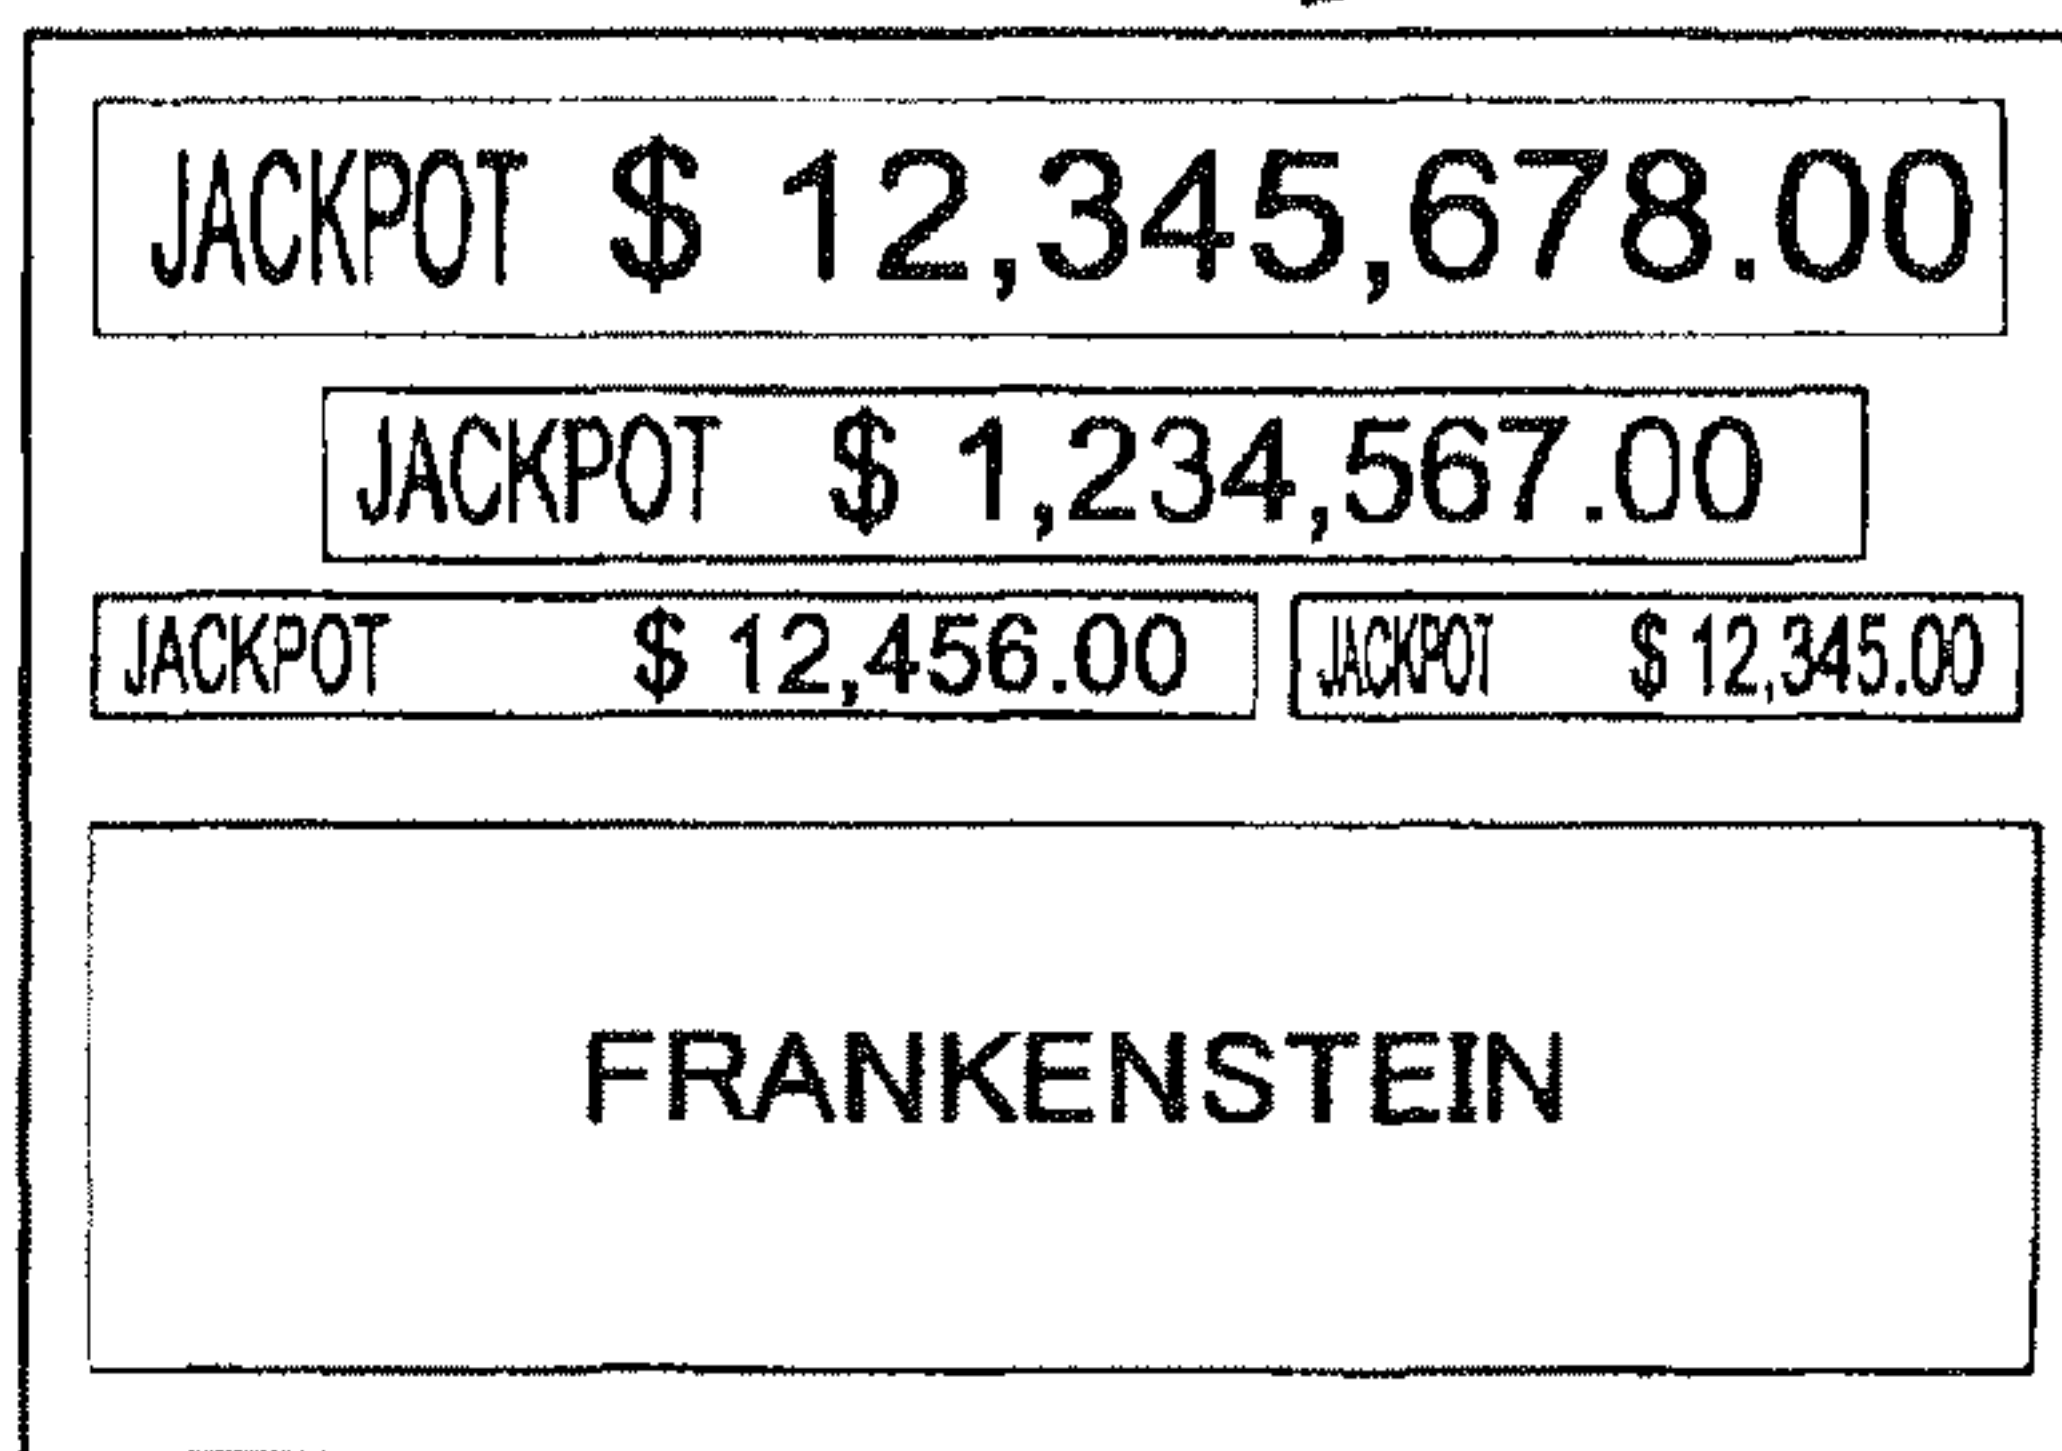 JACKPOT $ 12,345,678.00
JACKPOT $ 1,234,567.00
JACKPOT $ 12,456.00 JACKPOT $ 12,345.00
FRANKENSTEIN